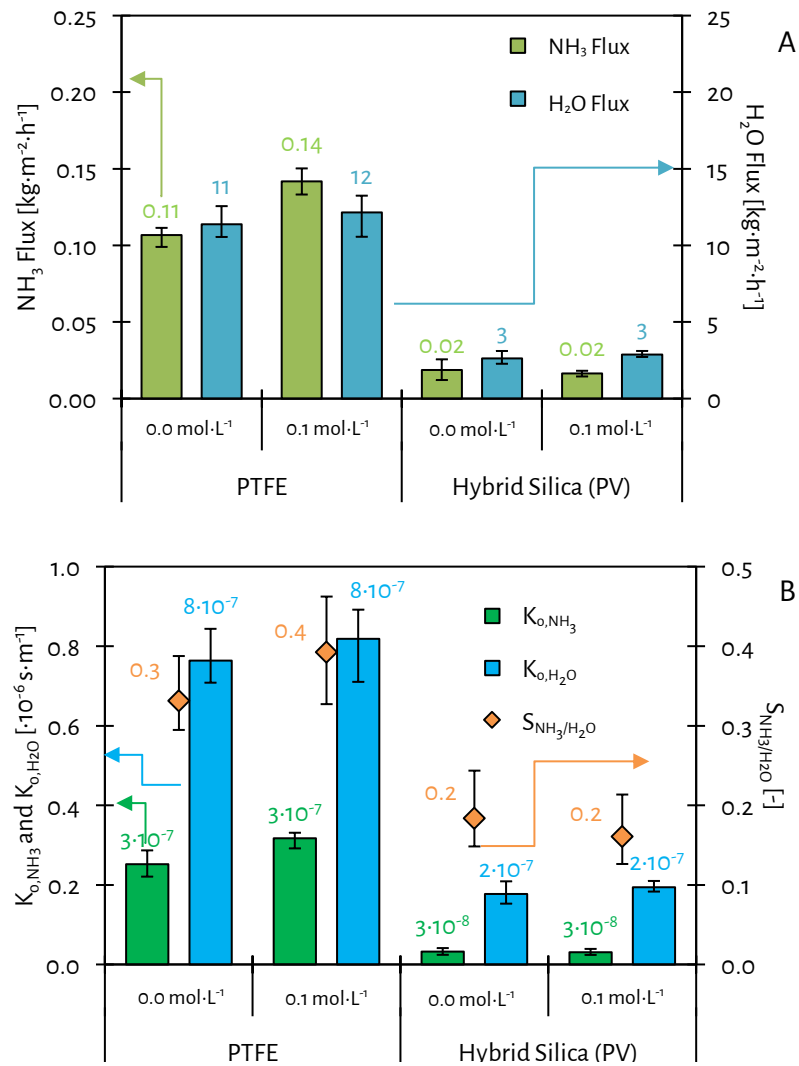 A
0.25 25
NH₃ Flux
0.20 20
H₂O Flux
0.15 15
0.14
11 12
0.11
0.10 10
NH₃ Flux [kg·m⁻²·h⁻¹]
H₂O Flux [kg·m⁻²·h⁻¹]
0.05 5
0.02 3 0.02 3
0.00 0
0.0 mol·L⁻¹ 0.1 mol·L⁻¹ 0.0 mol·L⁻¹ 0.1 mol·L⁻¹
PTFE Hybrid Silica (PV)
B
1.0 0.5
8·10⁻⁷ 8·10⁻⁷
K₀,NH₃
0.8 0.4
0.3 0.4
K₀,H₂O
S NH₃/H₂O
0.6 0.3
K₀,NH₃ and K₀,H₂O [·10⁻⁶ s·m⁻¹]
S NH3/H2O [-]
0.4 0.2
3·10⁻⁷ 3·10⁻⁷
0.2 0.2
0.2 0.1
2·10⁻⁷ 2·10⁻⁷
3·10⁻⁸ 3·10⁻⁸
0.0 0.0
0.0 mol·L⁻¹ 0.1 mol·L⁻¹ 0.0 mol·L⁻¹ 0.1 mol·L⁻¹
PTFE Hybrid Silica (PV)